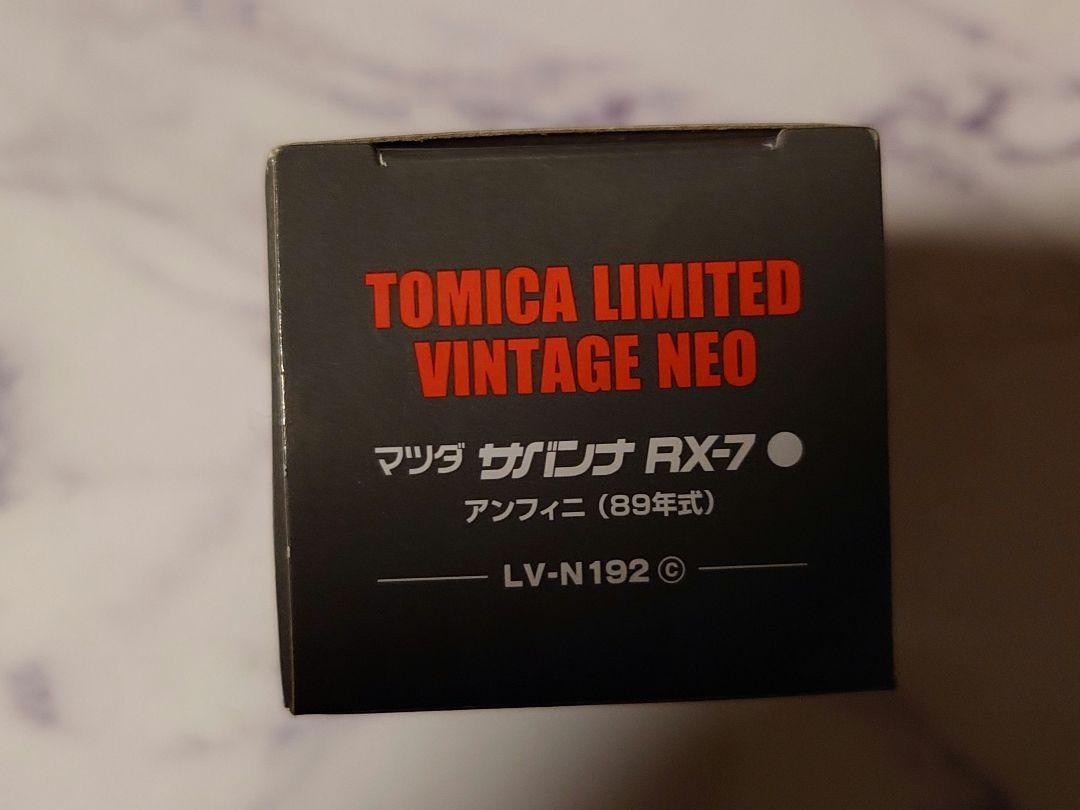 TOMICA LIMITED
VINTAGE NEO
マツダ サバンナ RX-7
アンフィニ (89年式)
LV-N192 ⓒ